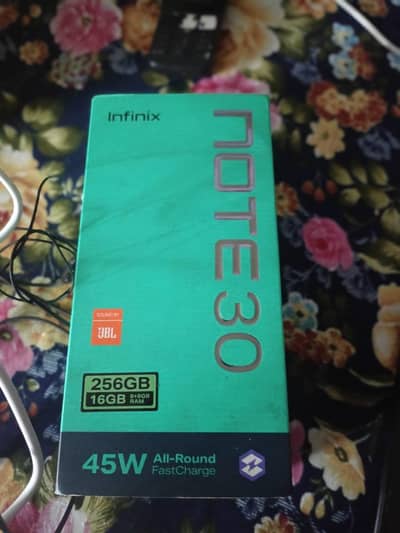 Infinix
NOTE 30
SOUND BY
JBL
256GB
16GB 8+8GB
RAM
45W All-Round
FastCharge